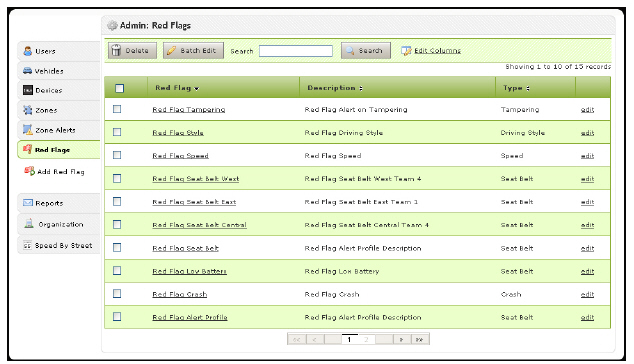 Admin: Red Flags
Delete Batch Edit Search Search Edit Columns
Showing 1 to 10 of 15 records
Users
Vehicles
Devices
Zones
Zone Alerts
Red Flags
Add Red Flag
Reports
Organization
Speed By Street
Red Flag Description Type
Red Flag Tampering Red Flag Alert on Tampering Tampering edit
Red Flag Style Red Flag Driving Style Driving Style edit
Red Flag Speed Red Flag Speed Speed edit
Red Flag Seat Belt West Red Flag Seat Belt West Team 4 Seat Belt edit
Red Flag Seat Belt East Red Flag Seat Belt East Team 1 Seat Belt edit
Red Flag Seat Belt Central Red Flag Seat Belt Central Team 4 Seat Belt edit
Red Flag Seat Belt Red Flag Alert Profile Description Seat Belt edit
Red Flag Low Battery Red Flag Low Battery Seat Belt edit
Red Flag Crash Red Flag Crash Crash edit
Red Flag Alert Profile Red Flag Alert Profile Description Seat Belt edit
<< < 1 2 > >>